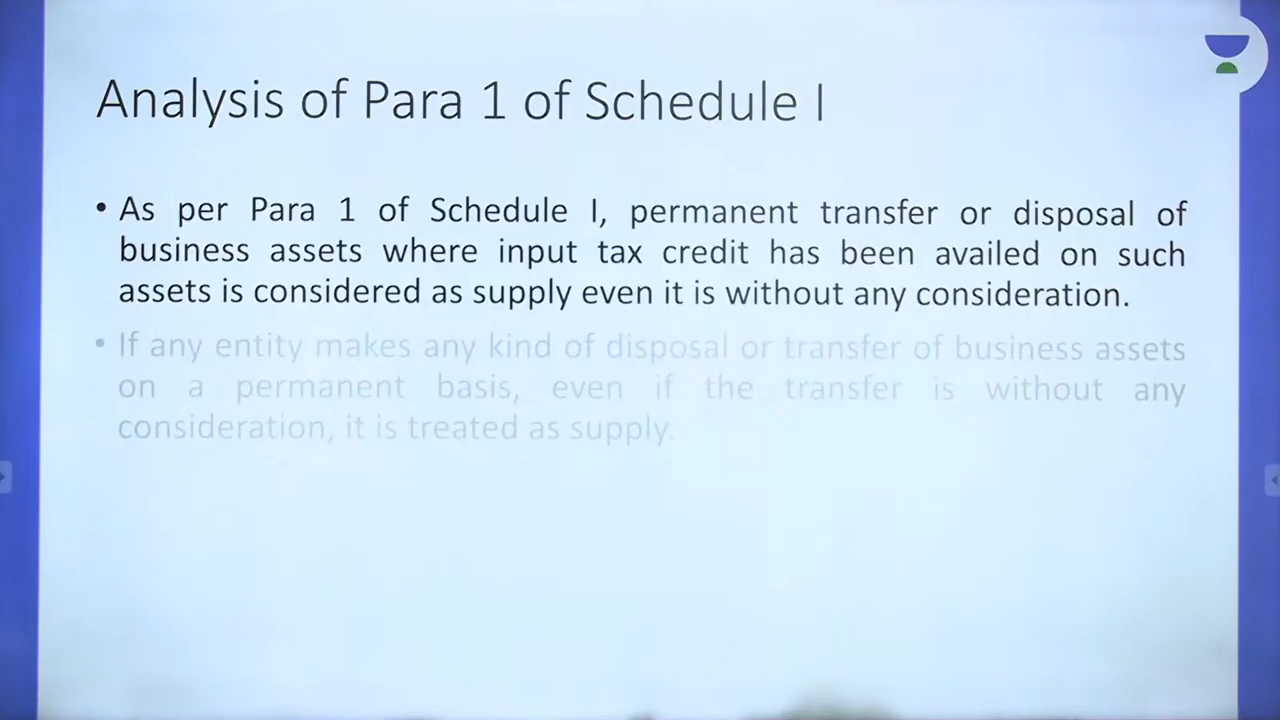 Analysis of Para 1 of Schedule I
• As per Para 1 of Schedule I, permanent transfer or disposal of
business assets where input tax credit has been availed on such
assets is considered as supply even it is without any consideration.
• If any entity makes any kind of disposal or transfer of business assets
on a permanent basis, even if the transfer is without any
consideration, it is treated as supply.